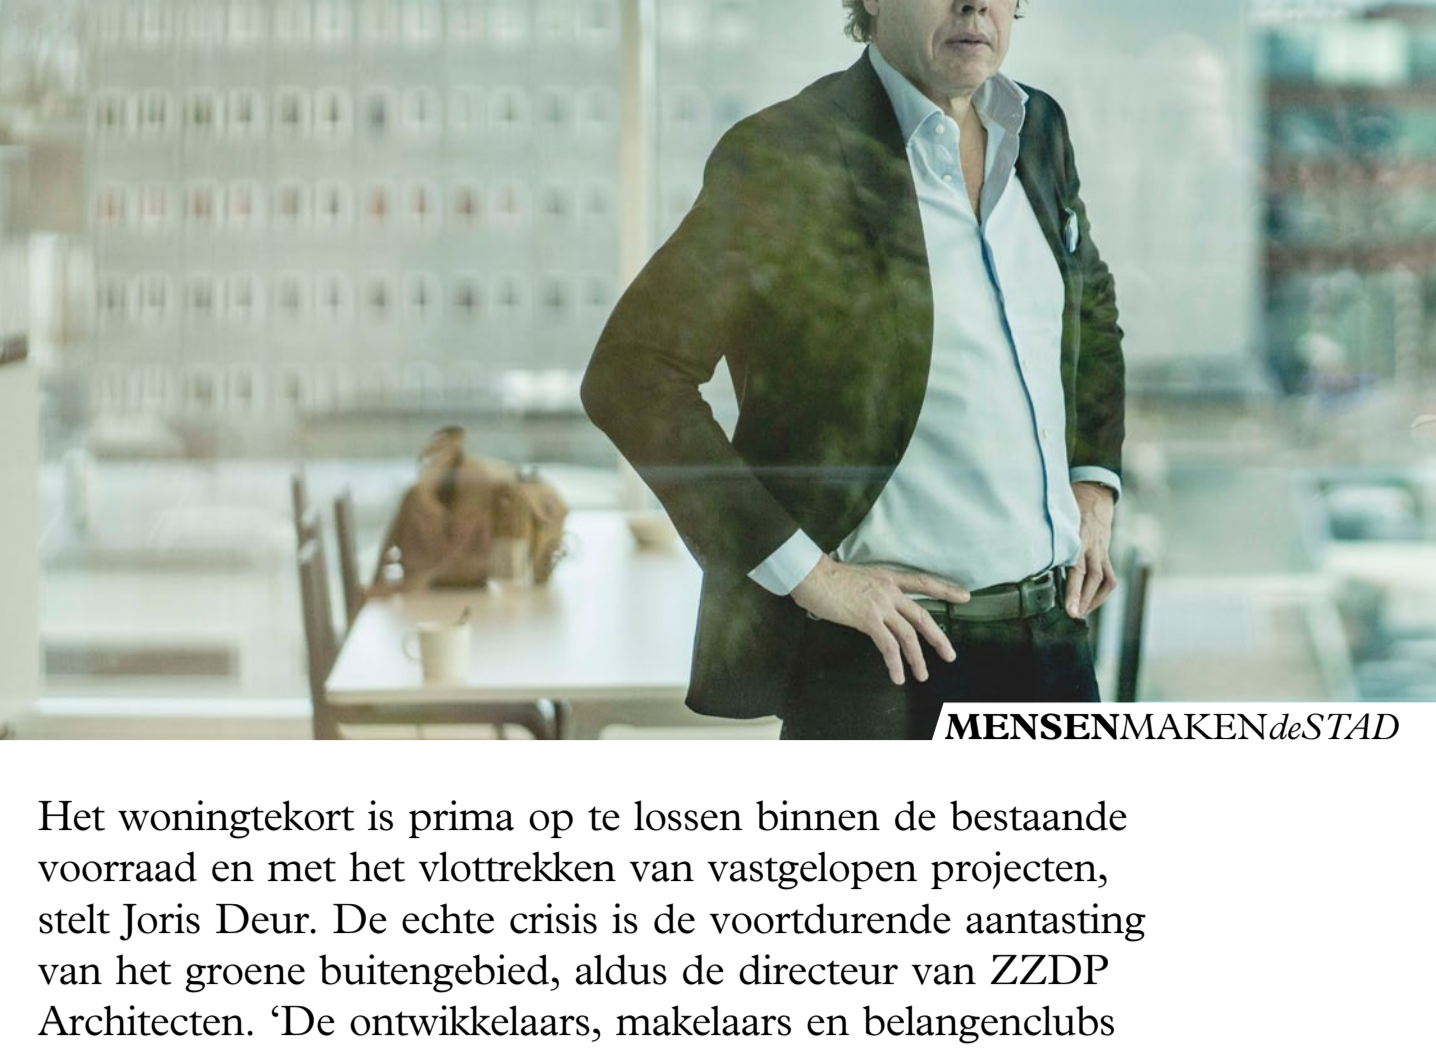 MENSENMAKENdeSTAD
Het woningtekort is prima op te lossen binnen de bestaande
voorraad en met het vlottrekken van vastgelopen projecten,
stelt Joris Deur. De echte crisis is de voortdurende aantasting
van het groene buitengebied, aldus de directeur van ZZDP
Architecten. ‘De ontwikkelaars, makelaars en belangenclubs